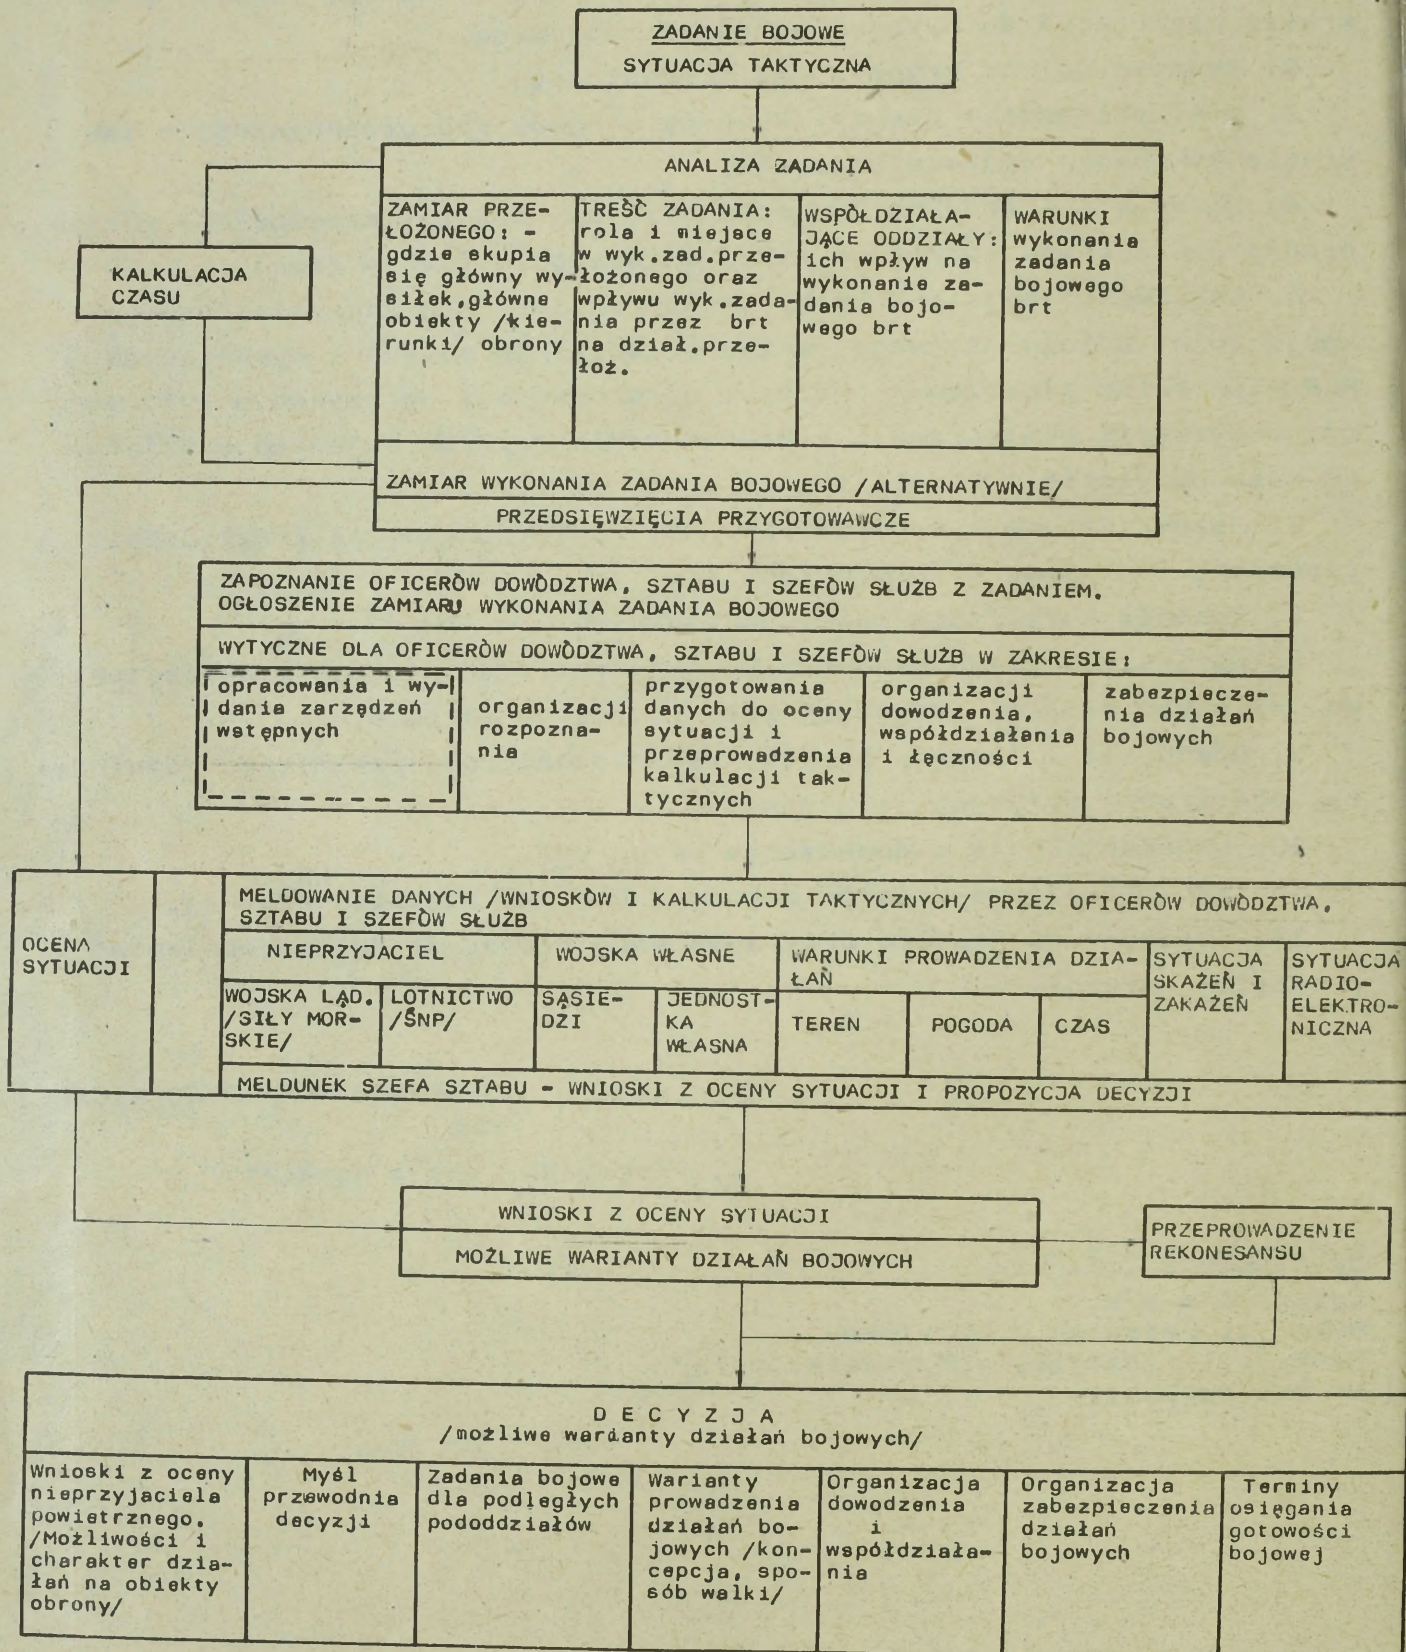 ZADANIE BOJOWE
SYTUACJA TAKTYCZNA
ANALIZA ZADANIA
KALKULACJA
CZASU
ZAMIAR PRZE-
ŁOŻONEGO: -
gdzie skupia
się główny wy-
siłek,główne
obiekty /kie-
runki/ obrony
TREŚĆ ZADANIA:
rola i miejsce
w wyk.zad.prze-
łożonego oraz
wpływu wyk.zada-
nia przez brt
na dział.prze-
łoż.
WSPÓŁDZIAŁA-
JĄCE ODDZIAŁY:
ich wpływ na
wykonanie za-
dania bojo-
wego brt
WARUNKI
wykonania
zadania
bojowego
brt
ZAMIAR WYKONANIA ZADANIA BOJOWEGO /ALTERNATYWNIE/
PRZEDSIĘWZIĘCIA PRZYGOTOWAWCZE
ZAPOZNANIE OFICERÓW DOWÓDZTWA, SZTABU I SZEFÓW SŁUŻB Z ZADANIEM.
OGŁOSZENIE ZAMIARU WYKONANIA ZADANIA BOJOWEGO
WYTYCZNE DLA OFICERÓW DOWÓDZTWA, SZTABU I SZEFÓW SŁUŻB W ZAKRESIE:
opracowania i wy-
dania zarządzeń
wstępnych
organizacji
rozpozna-
nia
przygotowania
danych do oceny
sytuacji i
przeprowadzenia
kalkulacji tak-
tycznych
organizacji
dowodzenia,
współdziałania
i łączności
zabezpiecze-
nia działań
bojowych
OCENA
SYTUACJI
MELDOWANIE DANYCH /WNIOSKÓW I KALKULACJI TAKTYCZNYCH/ PRZEZ OFICERÓW DOWÓDZTWA,
SZTABU I SZEFÓW SŁUŻB
NIEPRZYJACIEL
WOJSKA WŁASNE
WARUNKI PROWADZENIA DZIA-
ŁAŃ
SYTUACJA
SKAŻEŃ I
ZAKAŻEŃ
SYTUACJA
RADIO-
ELEKTRO-
NICZNA
WOJSKA LĄD.
/SIŁY MOR-
SKIE/
LOTNICTWO
/ŚNP/
SĄSIE-
DZI
JEDNOST-
KA
WŁASNA
TEREN
POGODA
CZAS
MELDUNEK SZEFA SZTABU - WNIOSKI Z OCENY SYTUACJI I PROPOZYCJA DECYZJI
WNIOSKI Z OCENY SYTUACJI
MOŻLIWE WARIANTY DZIAŁAŃ BOJOWYCH
PRZEPROWADZENIE
REKONESANSU
D E C Y Z J A
/możliwe warianty działań bojowych/
Wnioski z oceny
nieprzyjaciela
powietrznego.
/Możliwości i
charakter dzia-
łań na obiekty
obrony/
Myśl
przewodnia
decyzji
Zadania bojowe
dla podległych
pododdziałów
Warianty
prowadzenia
działań bo-
jowych /kon-
cepcja, spo-
sób walki/
Organizacja
dowodzenia
i
współdziała-
nia
Organizacja
zabezpieczenia
działań
bojowych
Terminy
osięgania
gotowości
bojowej